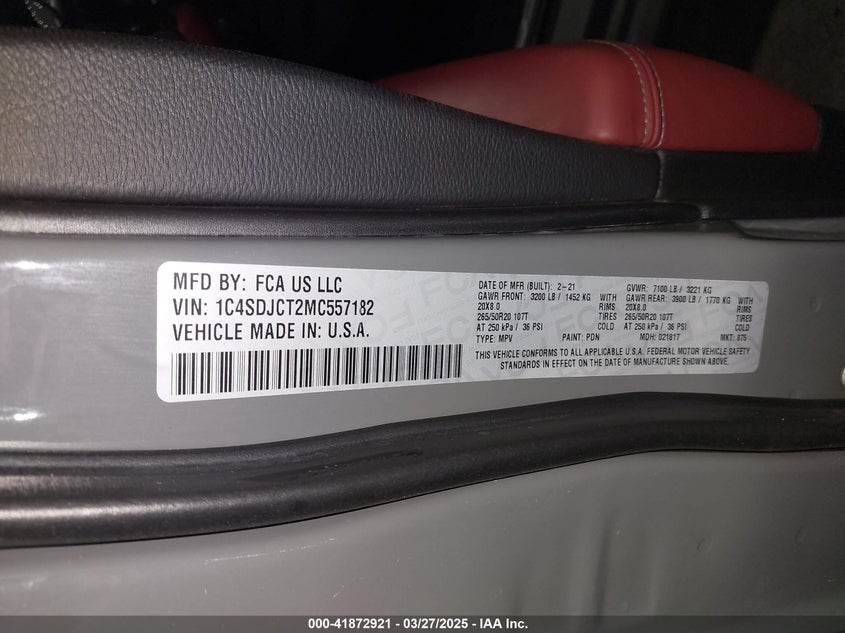 MFD BY: FCA US LLC
VIN: 1C4SDJCT2MC557182
VEHICLE MADE IN: U.S.A.
DATE OF MFR (BUILT): 2-21 GVWR: 7100 LB / 3221 KG
GAWR FRONT: 3200 LB / 1452 KG WITH GAWR REAR: 3900 LB / 1770 KG WITH
20X8.0 RIMS 20X8.0 RIMS
265/50R20 107T TIRES 265/50R20 107T TIRES
AT 250 kPa / 36 PSI COLD AT 250 kPa / 36 PSI COLD
TYPE: MPV PAINT: PDN MDH: 021817 MKT: 875
THIS VEHICLE CONFORMS TO ALL APPLICABLE U.S.A. FEDERAL MOTOR VEHICLE SAFETY
STANDARDS IN EFFECT ON THE DATE OF MANUFACTURE SHOWN ABOVE.
000-41872921 - 03/27/2025 - IAA Inc.